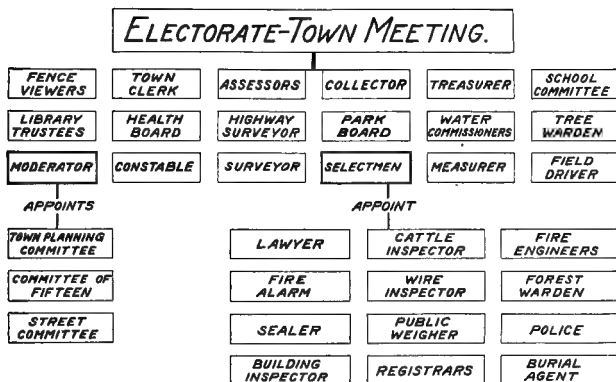 ELECTORATE-TOWN MEETING.
FENCE VIEWERS
TOWN CLERK
ASSESSORS
COLLECTOR
TREASURER
SCHOOL COMMITTEE
LIBRARY TRUSTEES
HEALTH BOARD
HIGHWAY SURVEYOR
PARK BOARD
WATER COMMISSIONERS
TREE WARDEN
MODERATOR
CONSTABLE
SURVEYOR
SELECTMEN
MEASURER
FIELD DRIVER
APPOINTS
APPOINT
TOWN PLANNING COMMITTEE
LAWYER
CATTLE INSPECTOR
FIRE ENGINEERS
COMMITTEE OF FIFTEEN
FIRE ALARM
WIRE INSPECTOR
FOREST WARDEN
STREET COMMITTEE
SEALER
PUBLIC WEIGHER
POLICE
BUILDING INSPECTOR
REGISTRARS
BURIAL AGENT